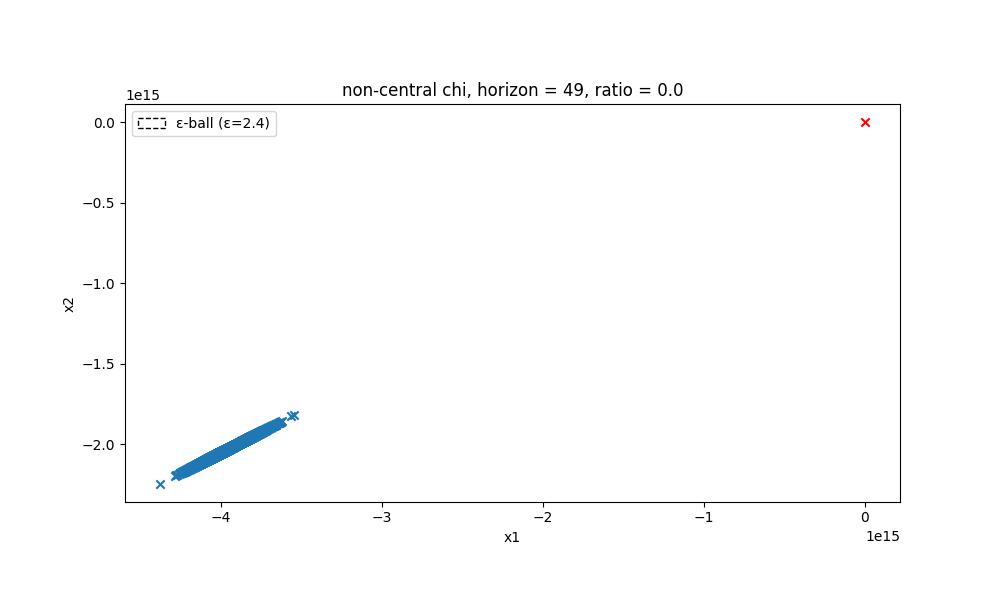 non-central chi, horizon = 49, ratio = 0.0
1e15
ε-ball (ε=2.4)
0.0
−0.5
−1.0
−1.5
−2.0
x2
−4
−3
−2
−1
0
x1
1e15